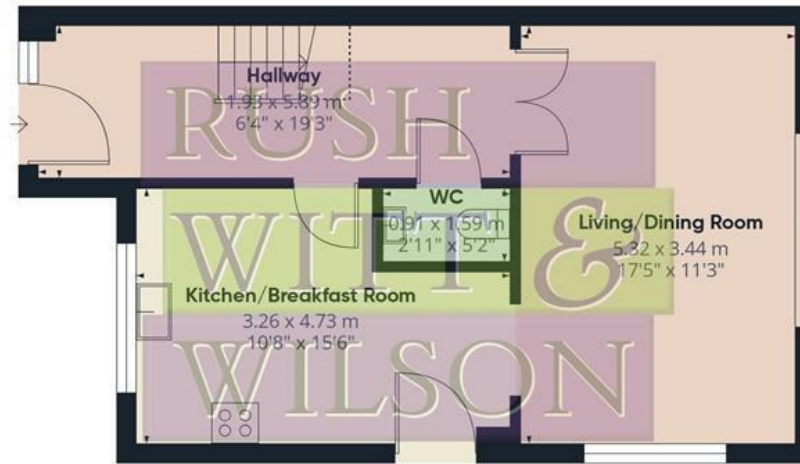 Hallway
1.93 x 5.89 m
6'4" x 19'3"
WC
0.91 x 1.59 m
2'11" x 5'2"
Living/Dining Room
5.32 x 3.44 m
17'5" x 11'3"
Kitchen/Breakfast Room
3.26 x 4.73 m
10'8" x 15'6"
RUSH
WITT &
WILSON